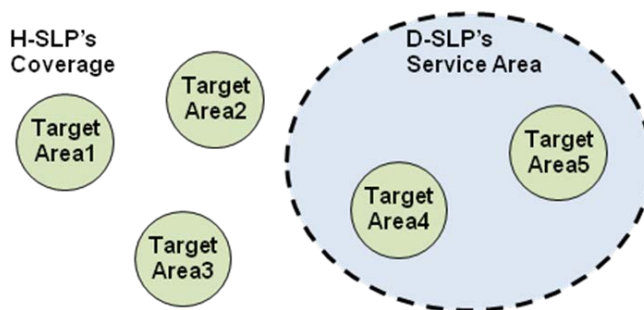 H-SLP's
Coverage
D-SLP's
Service Area
Target
Area1
Target
Area2
Target
Area3
Target
Area4
Target
Area5